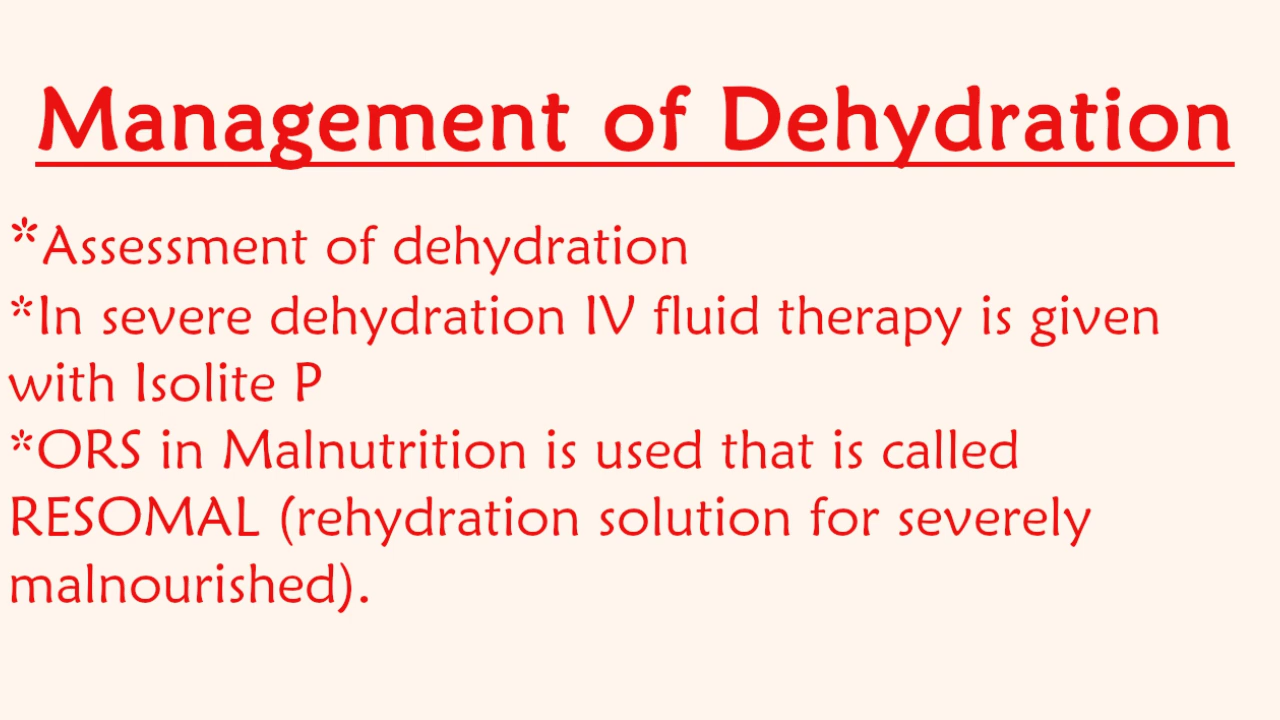 Management of Dehydration
*Assessment of dehydration
*In severe dehydration IV fluid therapy is given
with Isolite P
*ORS in Malnutrition is used that is called
RESOMAL (rehydration solution for severely
malnourished).